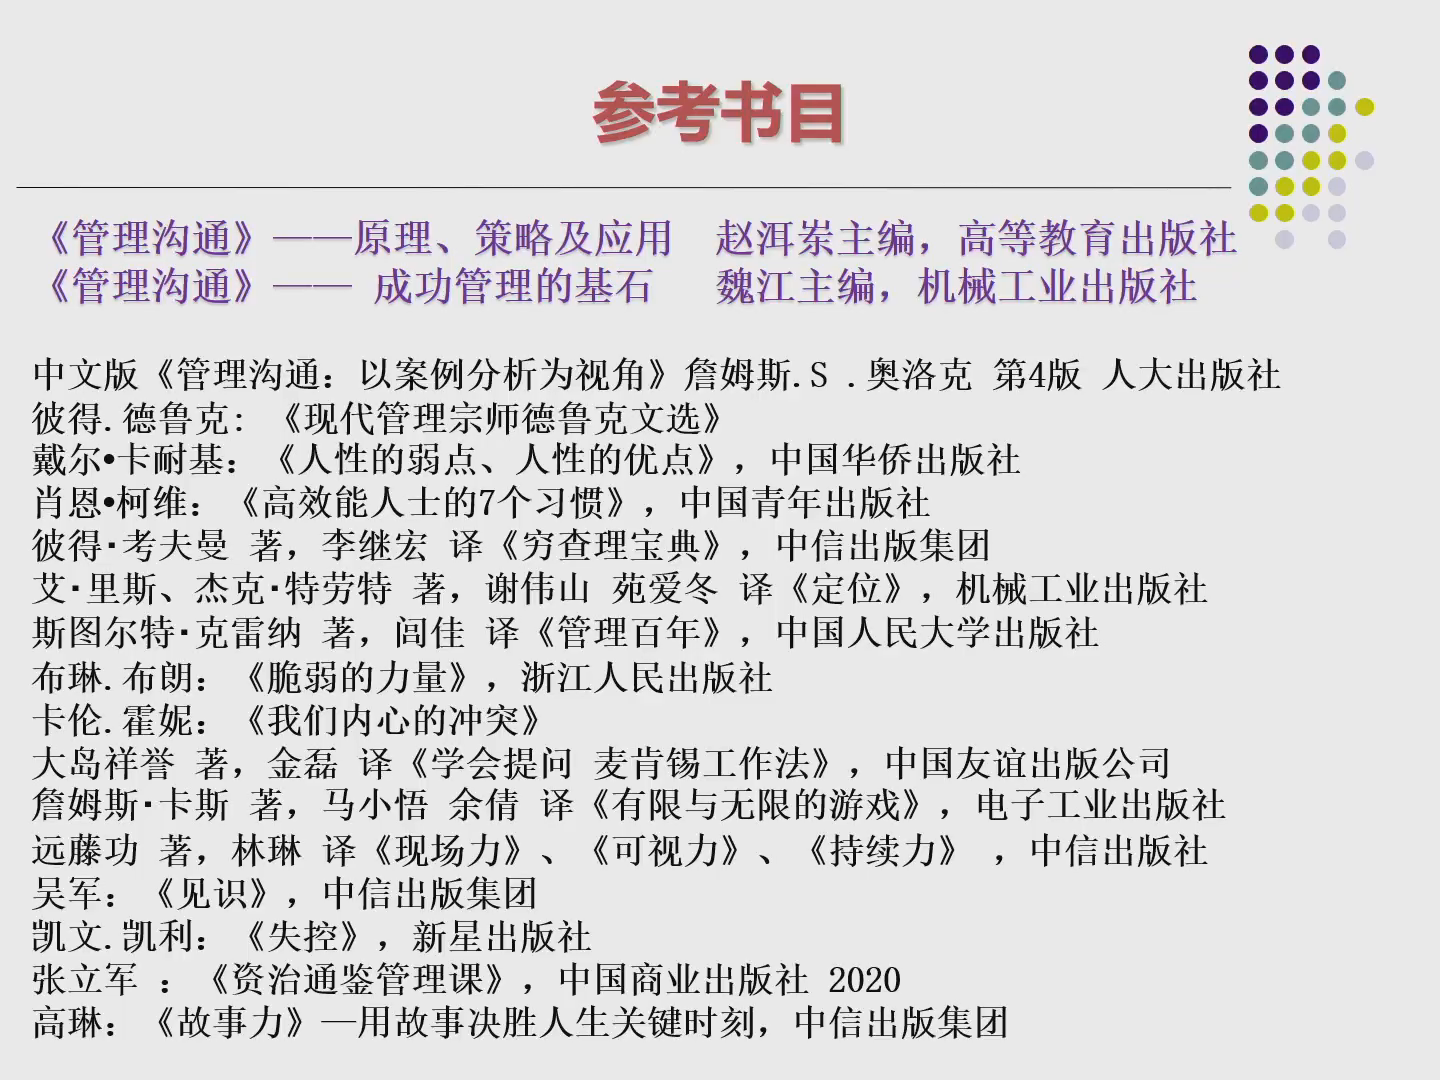 参考书目
《管理沟通》———原理、策略及应用 赵洱岽主编，高等教育出版社
《管理沟通》—— 成功管理的基石 魏江主编，机械工业出版社
中文版《管理沟通：以案例分析为视角》詹姆斯.S .奥洛克 第4版 人大出版社
彼得.德鲁克：《现代管理宗师德鲁克文选》
戴尔•卡耐基：《人性的弱点、人性的优点》，中国华侨出版社
肖恩•柯维：《高效能人士的7个习惯》，中国青年出版社
彼得·考夫曼 著，李继宏 译《穷查理宝典》，中信出版集团
艾·里斯、杰克·特劳特 著，谢伟山 苑爱冬 译《定位》，机械工业出版社
斯图尔特·克雷纳 著，闾佳 译《管理百年》，中国人民大学出版社
布琳.布朗：《脆弱的力量》，浙江人民出版社
卡伦.霍妮：《我们内心的冲突》
大岛祥誉 著，金磊 译《学会提问 麦肯锡工作法》，中国友谊出版公司
詹姆斯·卡斯 著，马小悟 余倩 译《有限与无限的游戏》，电子工业出版社
远藤功 著，林琳 译《现场力》、《可视力》、《持续力》 ，中信出版社
吴军：《见识》，中信出版集团
凯文.凯利：《失控》，新星出版社
张立军 ：《资治通鉴管理课》，中国商业出版社 2020
高琳：《故事力》—用故事决胜人生关键时刻，中信出版集团